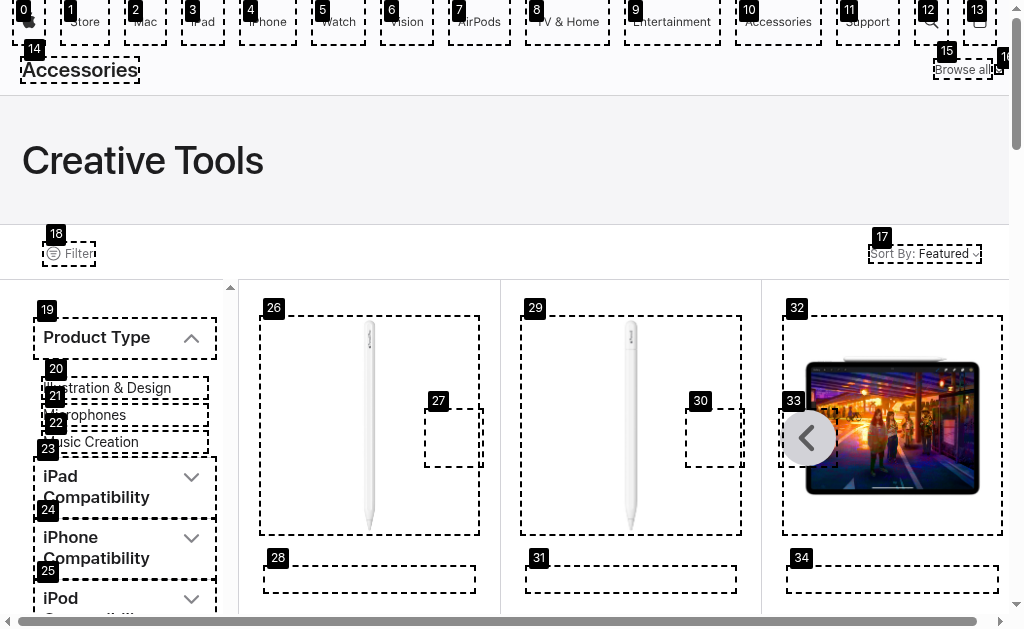 0 1 2 3 4 5 6 7 8 9 10 11 12 13
Store Mac iPad iPhone Watch Vision AirPods TV & Home Entertainment Accessories Support
14 15 16
Accessories Browse all
Creative Tools
18 17
Filter Sort By: Featured
19 26 29 32
Product Type
20
Illustration & Design
21 27 30 33
Microphones
22
Music Creation
23
iPad
Compatibility
24
iPhone
Compatibility
28 31 34
25
iPod